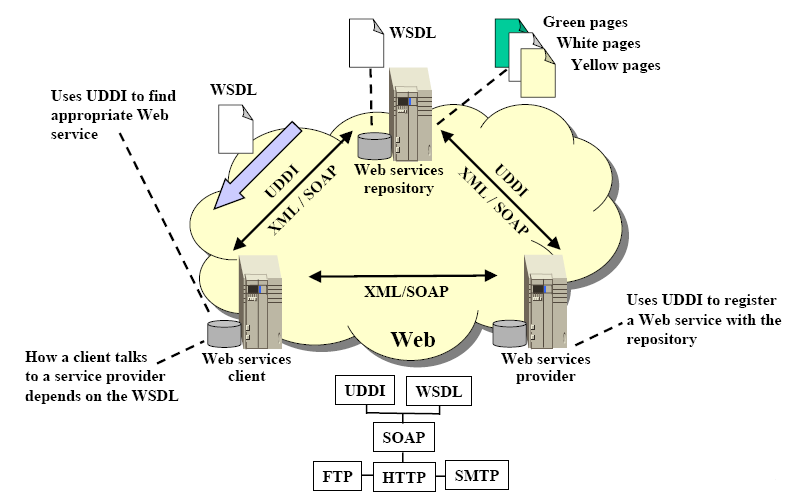 WSDL
Green pages
White pages
Yellow pages
WSDL
Uses UDDI to find
appropriate Web
service
Web services
repository
UDDI
XML / SOAP
UDDI
XML / SOAP
XML/SOAP
Uses UDDI to register
a Web service with the
repository
Web
How a client talks
to a service provider
depends on the WSDL
Web services
client
Web services
provider
UDDI
WSDL
SOAP
FTP
HTTP
SMTP